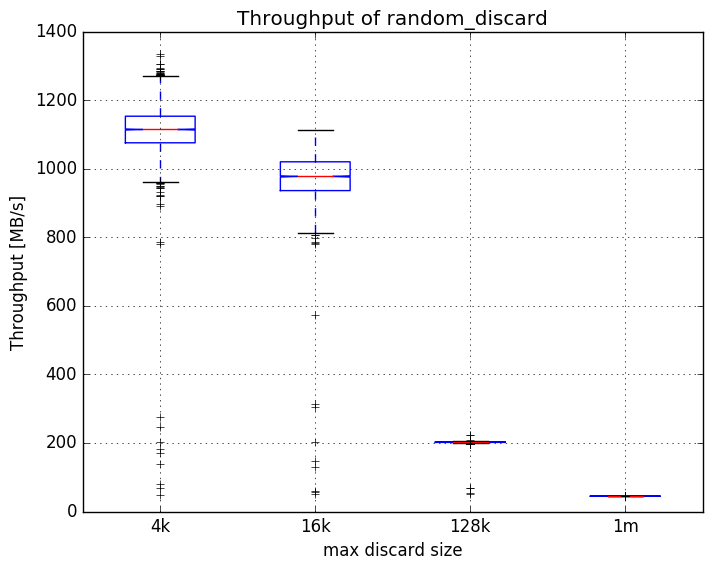 Throughput of random_discard
1400
1200
1000
800
600
400
200
0
Throughput [MB/s]
4k 16k 128k 1m
max discard size